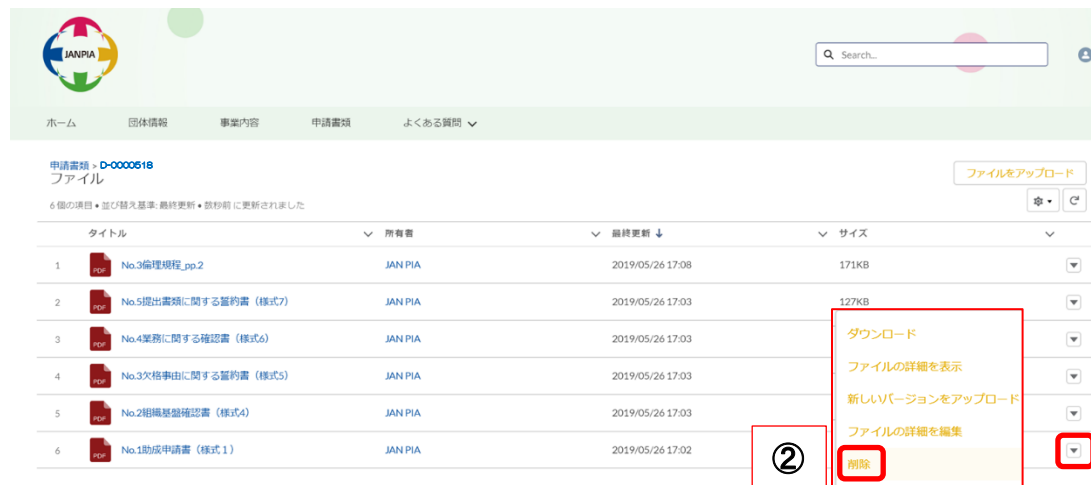 JANPIA
Search...
ホーム 団体情報 事業内容 申請書類 よくある質問
申請書類 > D-0000518
ファイル
ファイルをアップロード
6 個の項目 • 並び替え基準: 最終更新 • 数秒前 に更新されました
タイトル 所有者 最終更新 ↓ サイズ
1 PDF No.3倫理規程_pp.2 JAN PIA 2019/05/26 17:08 171KB
2 PDF No.5提出書類に関する誓約書（様式7） JAN PIA 2019/05/26 17:03 127KB
3 PDF No.4業務に関する確認書（様式6） JAN PIA 2019/05/26 17:03
4 PDF No.3欠格事由に関する誓約書（様式5） JAN PIA 2019/05/26 17:03
5 PDF No.2組織基盤確認書（様式4） JAN PIA 2019/05/26 17:03
6 PDF No.1助成申請書（様式１） JAN PIA 2019/05/26 17:02
ダウンロード
ファイルの詳細を表示
新しいバージョンをアップロード
ファイルの詳細を編集
②
削除